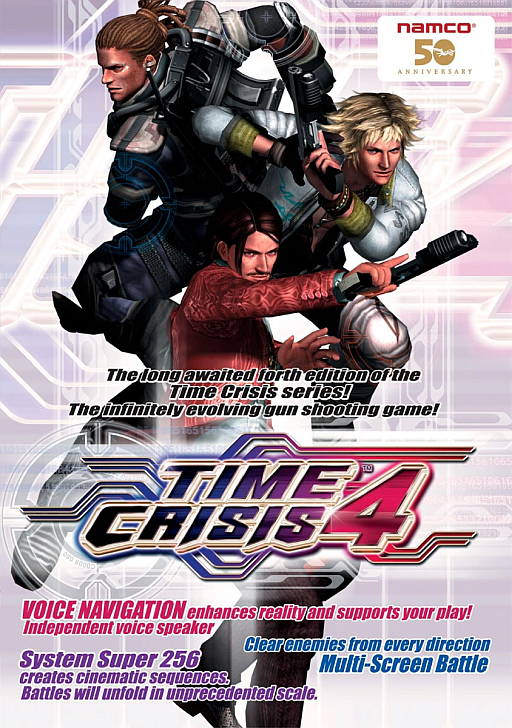 namco®
50
ANNIVERSARY
The long awaited forth edition of the
Time Crisis series!
The infinitely evolving gun shooting game!
TIME™
CRISIS 4
VOICE NAVIGATION enhances reality and supports your play!
Independent voice speaker
Clear enemies from every direction
Multi-Screen Battle
System Super 256
creates cinematic sequences.
Battles will unfold in unprecedented scale.